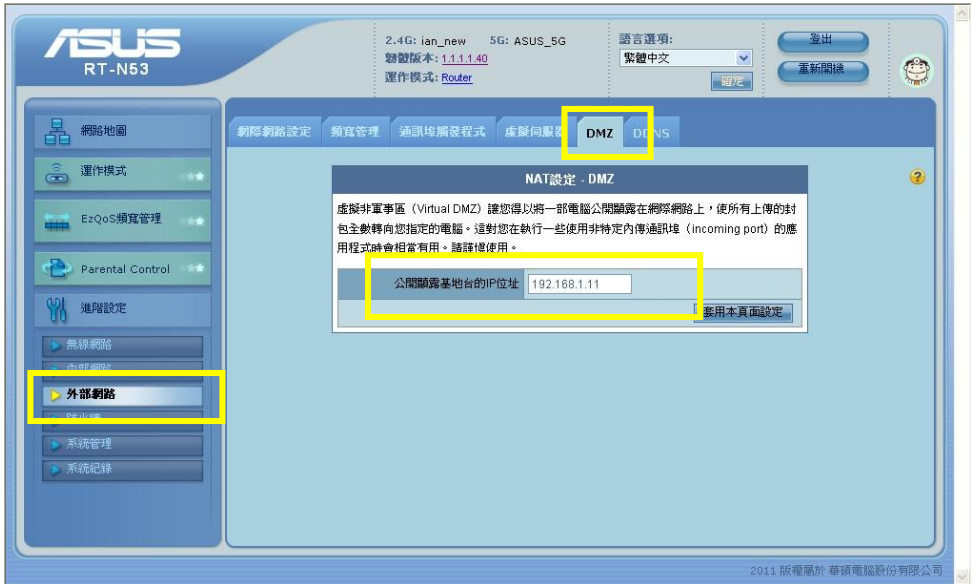 ASUS
RT-N53
2.4G: ian_new 5G: ASUS_5G
韌體版本: 1.1.1.1.40
運作模式: Router
語言選項:
繁體中文
確定
登出
重新開機
網路地圖
運作模式
EzQoS頻寬管理
Parental Control
進階設定
無線網路
內部網路
外部網路
防火牆
系統管理
系統紀錄
網際網路設定 頻寬管理 通訊埠觸發程式 虛擬伺服器 DMZ DDNS
NAT設定 - DMZ
虛擬非軍事區（Virtual DMZ）讓您得以將一部電腦公開顯露在網際網路上，使所有上傳的封
包全數轉向您指定的電腦。這對您在執行一些使用非特定內傳通訊埠（incoming port）的應
用程式時會相當有用。請謹慎使用。
公開顯露基地台的IP位址 192.168.1.11
套用本頁面設定
2011 版權屬於 華碩電腦股份有限公司